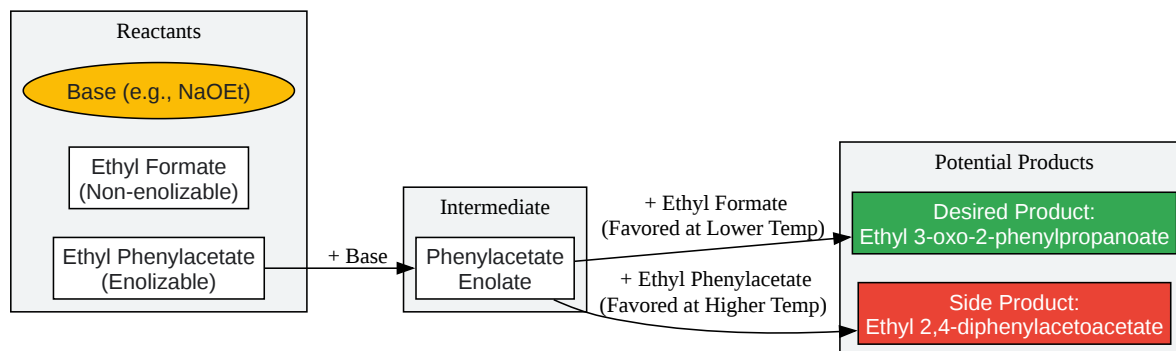 Reactants
Base (e.g., NaOEt)
Ethyl Formate
(Non-enolizable)
Ethyl Phenylacetate
(Enolizable)
+ Base
Intermediate
Phenylacetate
Enolate
+ Ethyl Formate
(Favored at Lower Temp)
+ Ethyl Phenylacetate
(Favored at Higher Temp)
Potential Products
Desired Product:
Ethyl 3-oxo-2-phenylpropanoate
Side Product:
Ethyl 2,4-diphenylacetoacetate